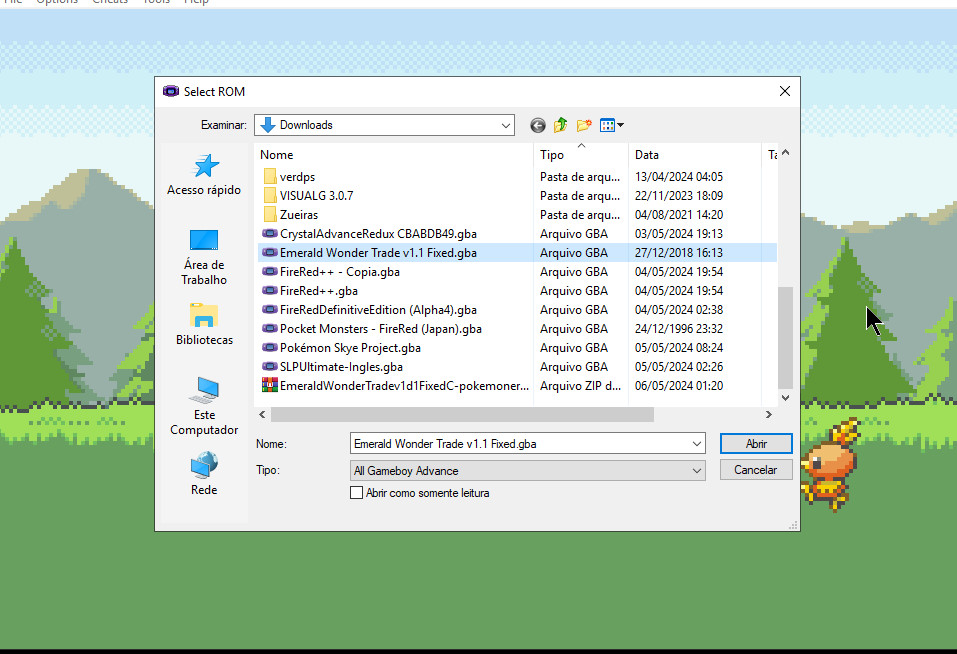 File Options Cheats Tools Help
Select ROM
Examinar: Downloads
Nome Tipo Data
verdps Pasta de arqu... 13/04/2024 04:05
VISUALG 3.0.7 Pasta de arqu... 22/11/2023 18:09
Zueiras Pasta de arqu... 04/08/2021 14:20
CrystalAdvanceRedux CBABDB49.gba Arquivo GBA 03/05/2024 19:13
Emerald Wonder Trade v1.1 Fixed.gba Arquivo GBA 27/12/2018 16:13
FireRed++ - Copia.gba Arquivo GBA 04/05/2024 19:54
FireRed++.gba Arquivo GBA 04/05/2024 19:54
FireRedDefinitiveEdition (Alpha4).gba Arquivo GBA 04/05/2024 02:38
Pocket Monsters - FireRed (Japan).gba Arquivo GBA 24/12/1996 23:32
Pokémon Skye Project.gba Arquivo GBA 05/05/2024 08:24
SLPUltimate-Ingles.gba Arquivo GBA 05/05/2024 02:26
EmeraldWonderTradev1d1FixedC-pokemoner... Arquivo ZIP d... 06/05/2024 01:20
Acesso rápido
Área de
Trabalho
Bibliotecas
Este
Computador
Rede
Nome: Emerald Wonder Trade v1.1 Fixed.gba Abrir
Tipo: All Gameboy Advance Cancelar
Abrir como somente leitura